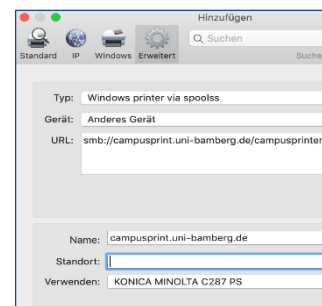 Hinzufügen
Suchen
Standard IP Windows Erweitert Suche
Typ: Windows printer via spoolss
Gerät: Anderes Gerät
URL: smb://campusprint.uni-bamberg.de/campusprinter
Name: campusprint.uni-bamberg.de
Standort:
Verwenden: KONICA MINOLTA C287 PS